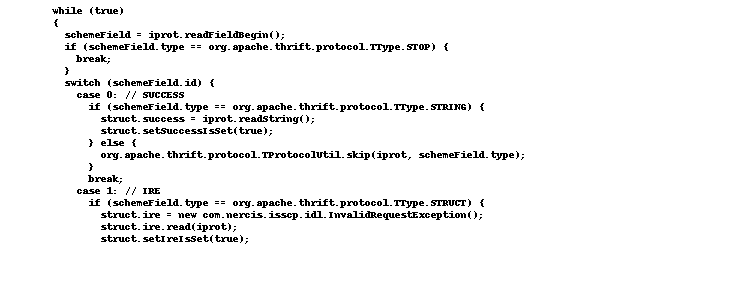 while (true)
{
schemeField = iprot.readFieldBegin();
if (schemeField.type == org.apache.thrift.protocol.TType.STOP) {
break;
}
switch (schemeField.id) {
case 0: // SUCCESS
if (schemeField.type == org.apache.thrift.protocol.TType.STRING) {
struct.success = iprot.readString();
struct.setSuccessIsSet(true);
} else {
org.apache.thrift.protocol.TProtocolUtil.skip(iprot, schemeField.type);
}
break;
case 1: // IRE
if (schemeField.type == org.apache.thrift.protocol.TType.STRUCT) {
struct.ire = new com.nercis.isscp.idl.InvalidRequestException();
struct.ire.read(iprot);
struct.setIreIsSet(true);